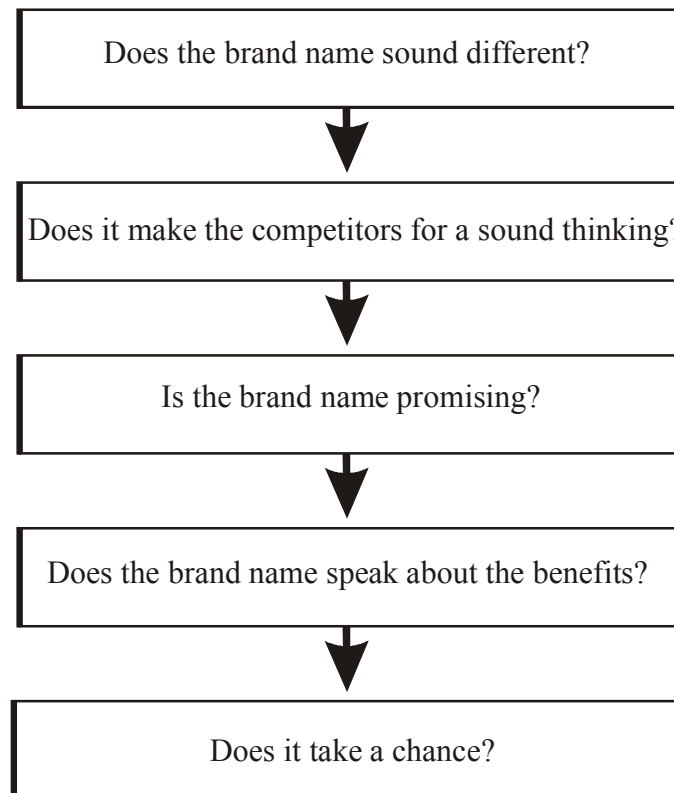 Does the brand name sound different?
Does it make the competitors for a sound thinking?
Is the brand name promising?
Does the brand name speak about the benefits?
Does it take a chance?